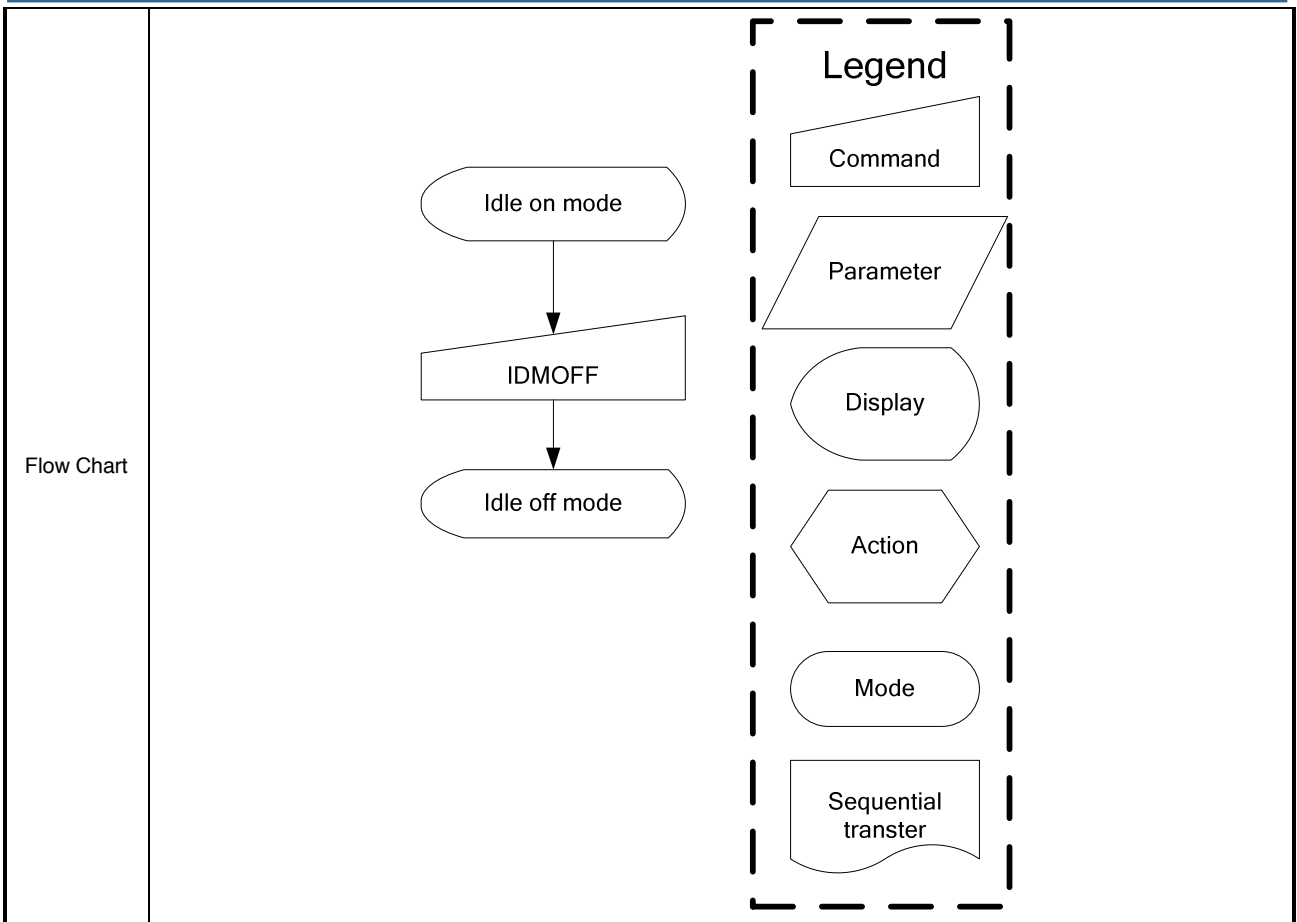 Flow Chart
Idle on mode
IDMOFF
Idle off mode
Legend
Command
Parameter
Display
Action
Mode
Sequential
transter